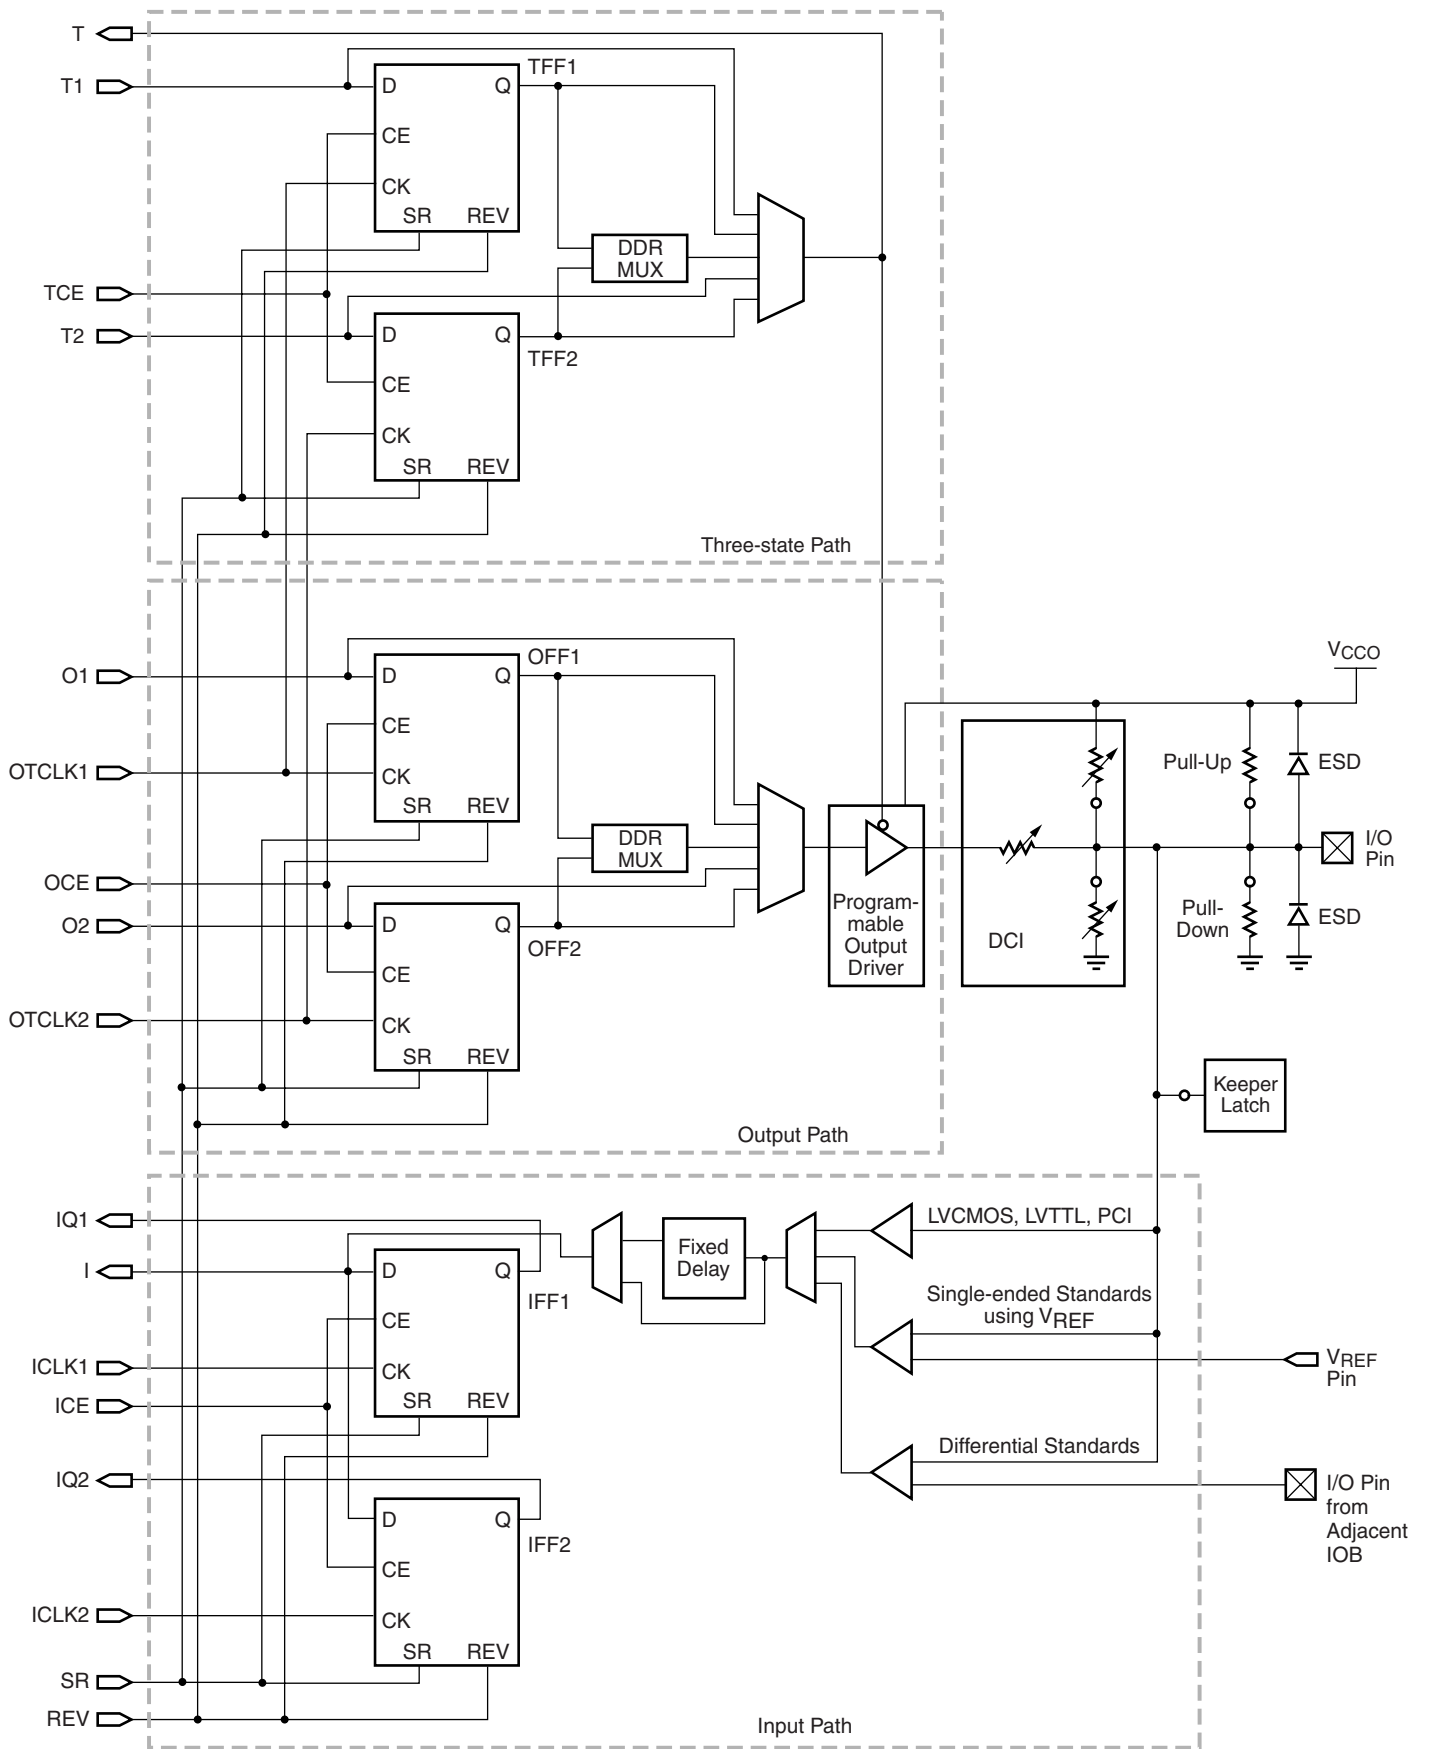 T
T1
D
Q
TFF1
CE
CK
SR
REV
DDR
MUX
TCE
T2
D
Q
TFF2
CE
CK
SR
REV
Three-state Path
O1
D
Q
OFF1
CE
OTCLK1
CK
SR
REV
DDR
MUX
OCE
O2
D
Q
OFF2
CE
OTCLK2
CK
SR
REV
Output Path
Program-
mable
Output
Driver
DCI
VCCO
Pull-Up
ESD
I/O
Pin
Pull-
Down
ESD
Keeper
Latch
IQ1
I
D
Q
IFF1
CE
ICLK1
CK
ICE
SR
REV
Fixed
Delay
LVCMOS, LVTTL, PCI
Single-ended Standards
using VREF
VREF
Pin
Differential Standards
I/O Pin
from
Adjacent
IOB
IQ2
D
Q
IFF2
CE
ICLK2
CK
SR
REV
SR
REV
Input Path